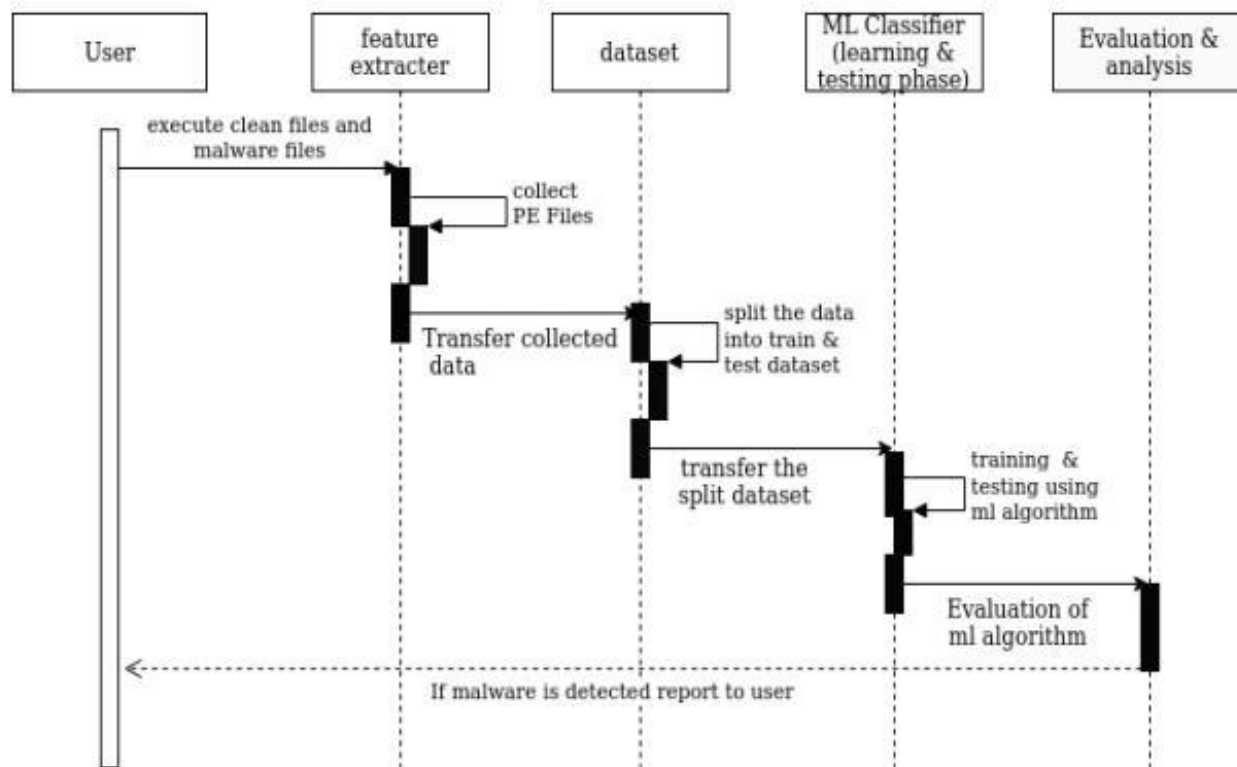 User
feature
extracter
dataset
ML Classifier
(learning &
testing phase)
Evaluation &
analysis
execute clean files and
malware files
collect
PE Files
Transfer collected
data
split the data
into train &
test dataset
transfer the
split dataset
training &
testing using
ml algorithm
Evaluation of
ml algorithm
If malware is detected report to user